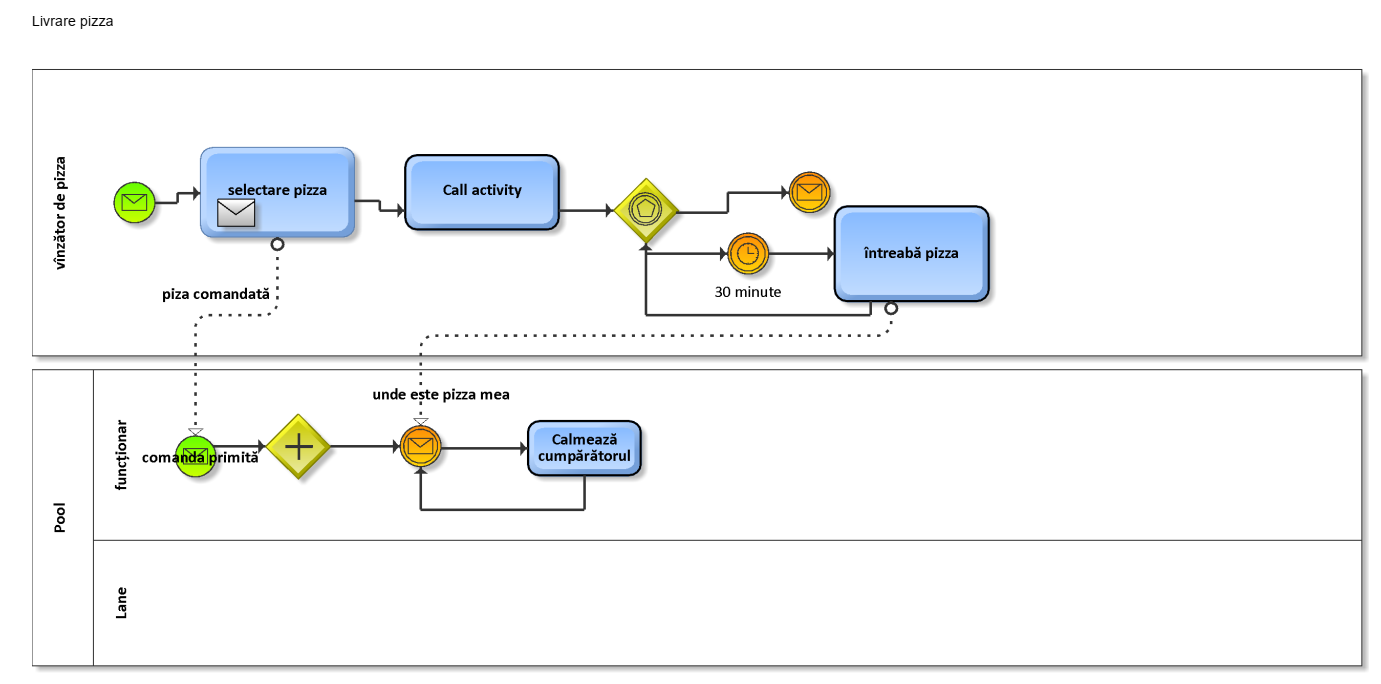 Livrare pizza
vînzător de pizza
selectare pizza
Call activity
întreabă pizza
30 minute
piza comandată
unde este pizza mea
Pool
funcționar
comanda primită
Calmează
cumpărătorul
Lane